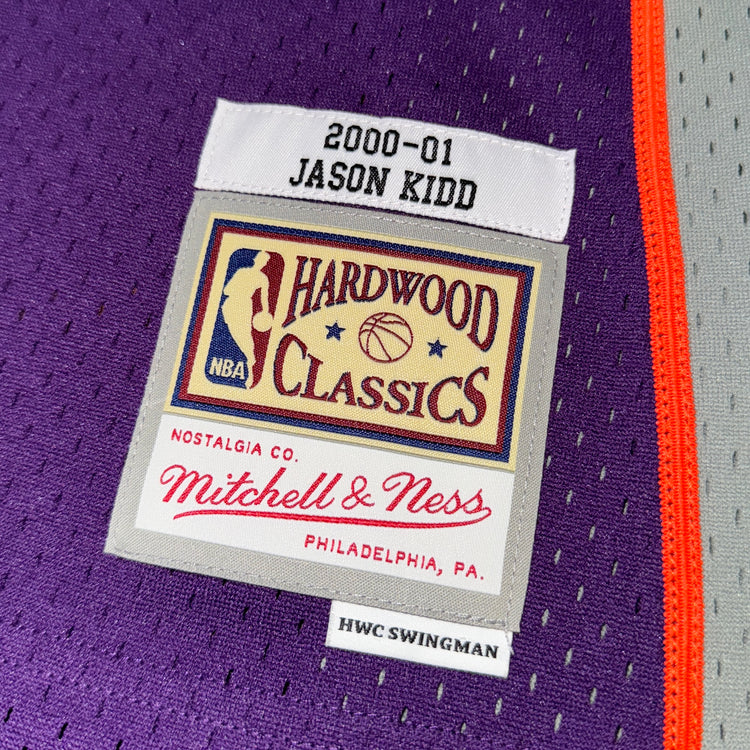 2000-01
JASON KIDD
HARDWOOD
NBA
CLASSICS
NOSTALGIA CO.
Mitchell & Ness
PHILADELPHIA, PA.
HWC SWINGMAN